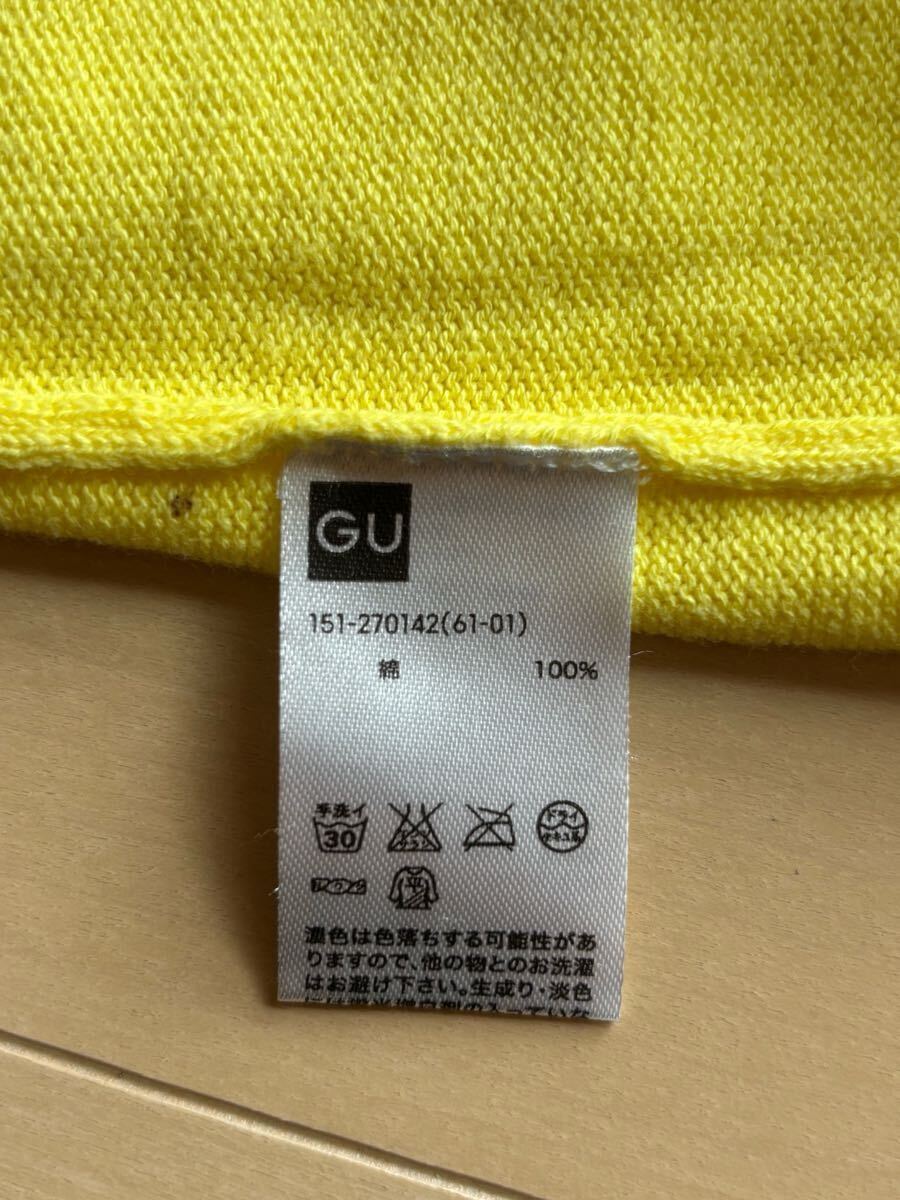 GU
151-270142(61-01)
綿 100%
手洗イ
30
ドライ
平
濃色は色落ちする可能性があ
りますので、他の物とのお洗濯
はお避け下さい。生成り・淡色